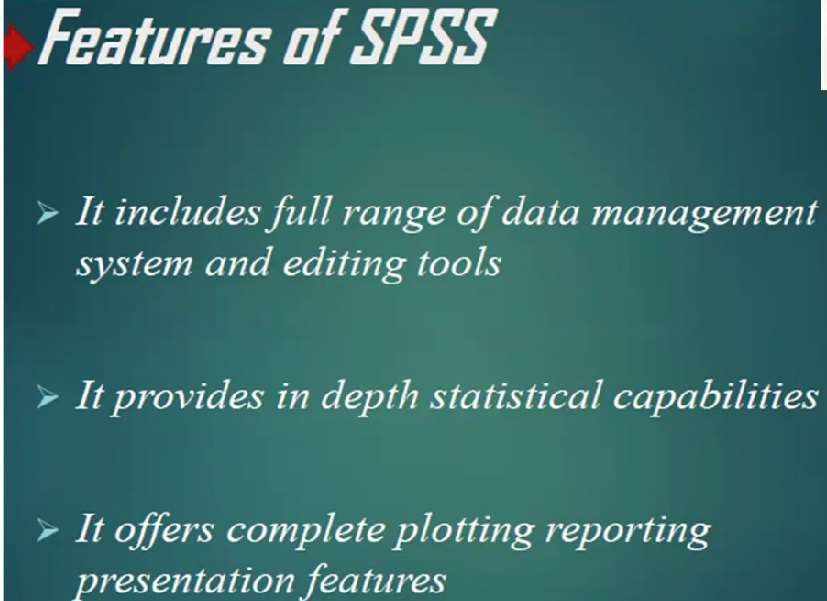 Features of SPSS
➢ It includes full range of data management
system and editing tools
➢ It provides in depth statistical capabilities
➢ It offers complete plotting reporting
presentation features